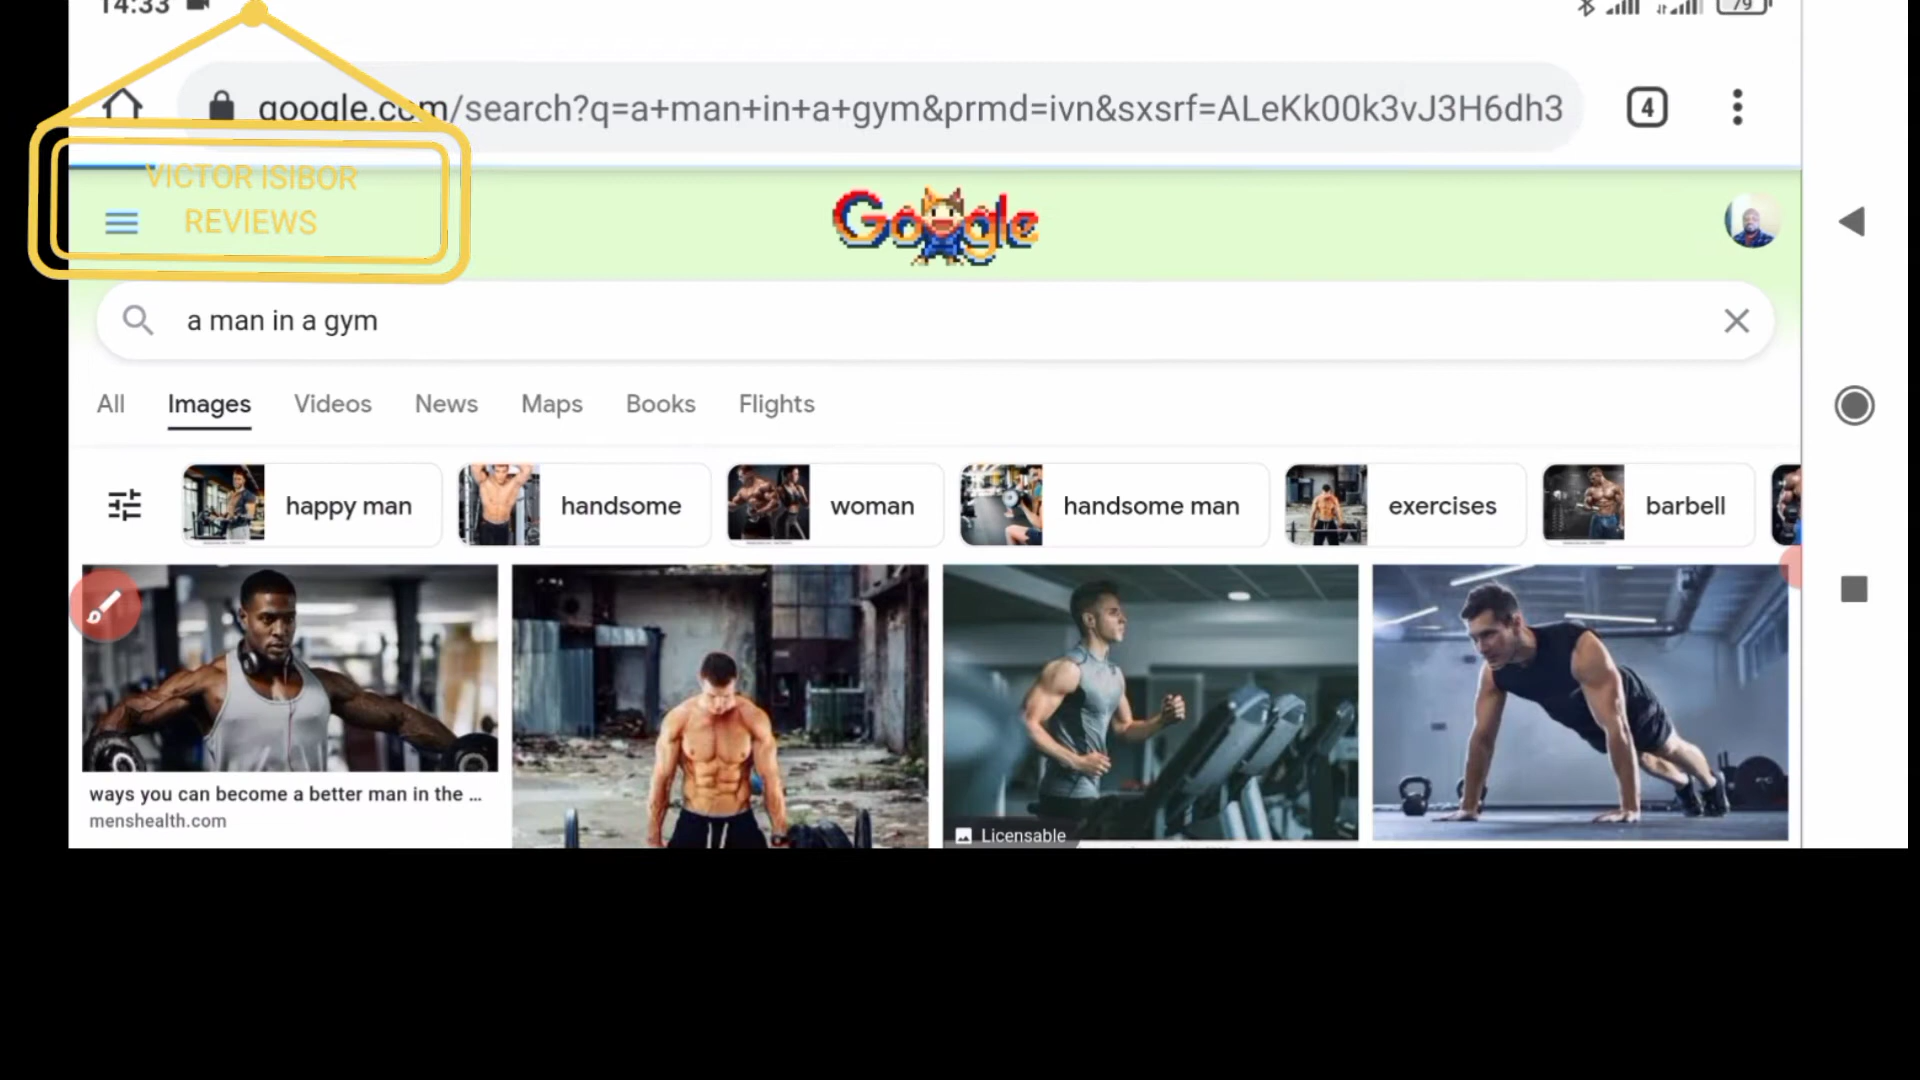 14:33
79
google.com/search?q=a+man+in+a+gym&prmd=ivn&sxsrf=ALeKk00k3vJ3H6dh3
4
VICTOR ISIBOR
REVIEWS
Google
a man in a gym
All Images Videos News Maps Books Flights
happy man handsome woman handsome man exercises barbell
ways you can become a better man in the ...
menshealth.com
Licensable